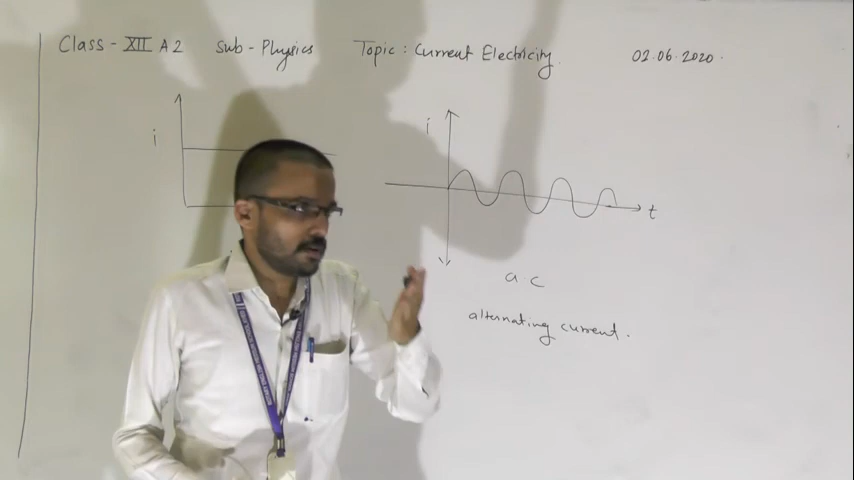 Class - XII A2 Sub - Physics Topic : Current Electricity 02.06.2020.
i
i
t
a c
alternating current.